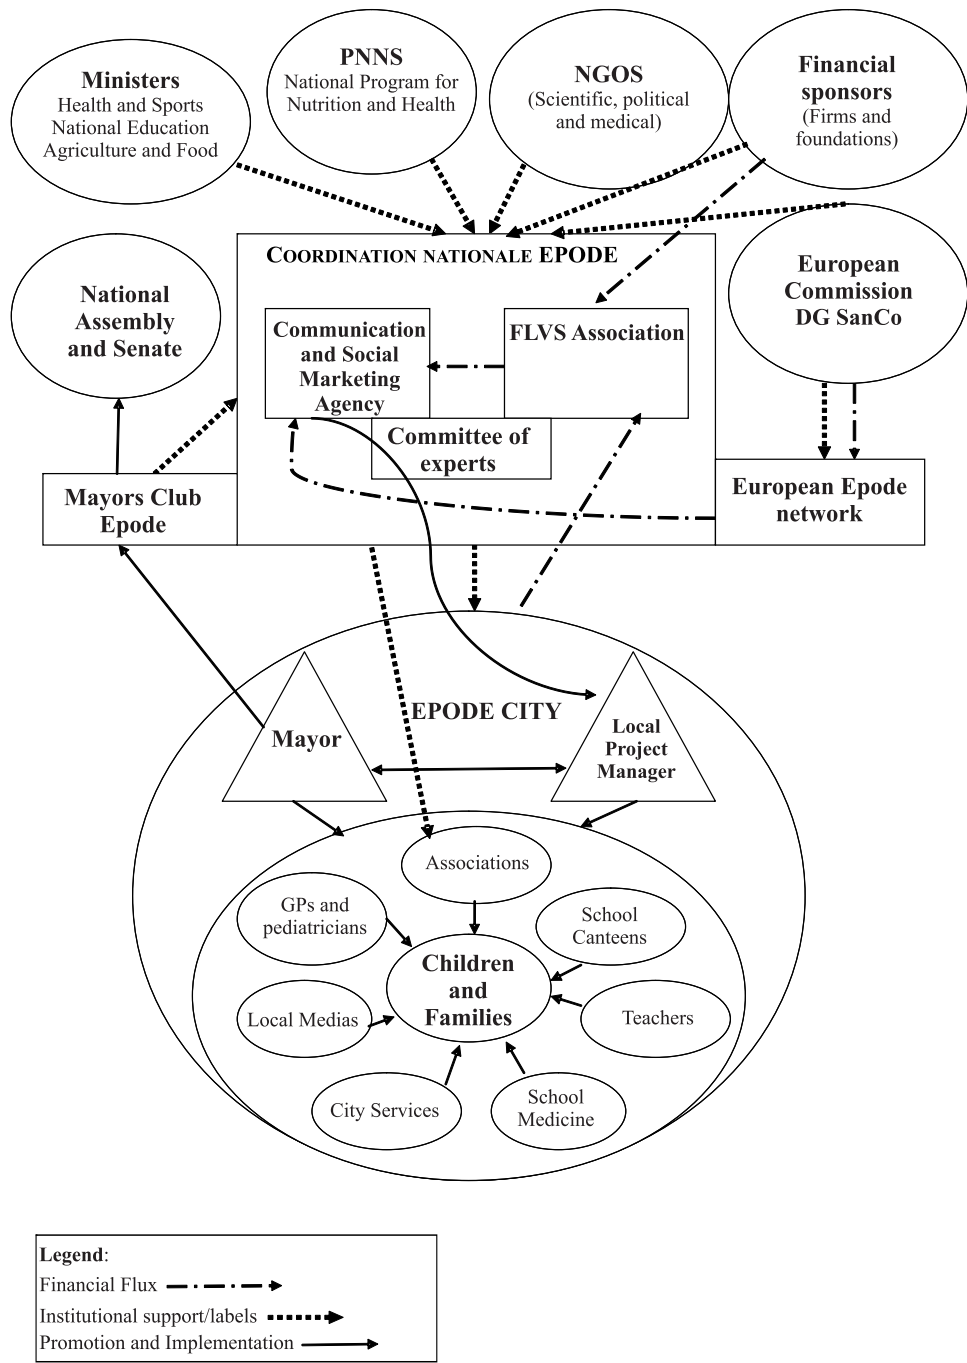 Ministers
Health and Sports
National Education
Agriculture and Food
PNNS
National Program for
Nutrition and Health
NGOS
(Scientific, political
and medical)
Financial
sponsors
(Firms and
foundations)
National
Assembly
and Senate
COORDINATION NATIONALE EPODE
European
Commission
DG SanCo
Communication
and Social
Marketing
Agency
FLVS Association
Committee of
experts
Mayors Club
Epode
European Epode
network
EPODE CITY
Mayor
Local
Project
Manager
Associations
GPs and
pediatricians
School
Canteens
Children
and
Families
Local Medias
Teachers
City Services
School
Medicine
Legend:
Financial Flux
Institutional support/labels
Promotion and Implementation